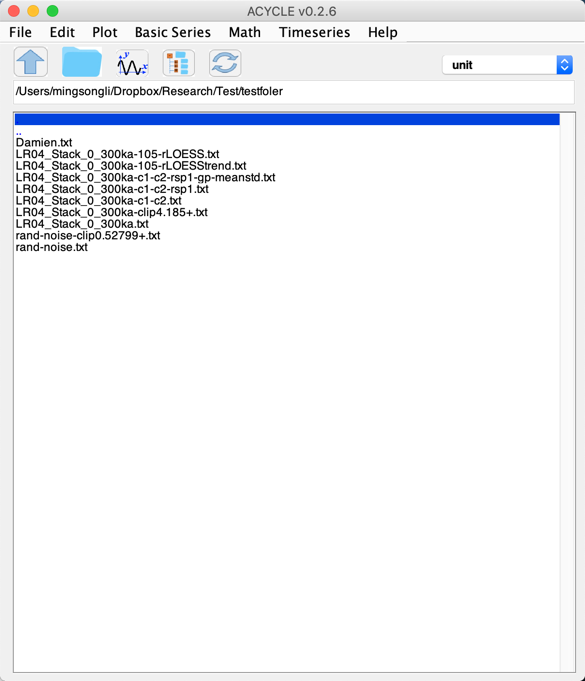 ACYCLE v0.2.6
File Edit Plot Basic Series Math Timeseries Help
y x unit
/Users/mingsongli/Dropbox/Research/Test/testfoler
..
Damien.txt
LR04_Stack_0_300ka-105-rLOESS.txt
LR04_Stack_0_300ka-105-rLOESStrend.txt
LR04_Stack_0_300ka-c1-c2-rsp1-gp-meanstd.txt
LR04_Stack_0_300ka-c1-c2-rsp1.txt
LR04_Stack_0_300ka-c1-c2.txt
LR04_Stack_0_300ka-clip4.185+.txt
LR04_Stack_0_300ka.txt
rand-noise-clip0.52799+.txt
rand-noise.txt